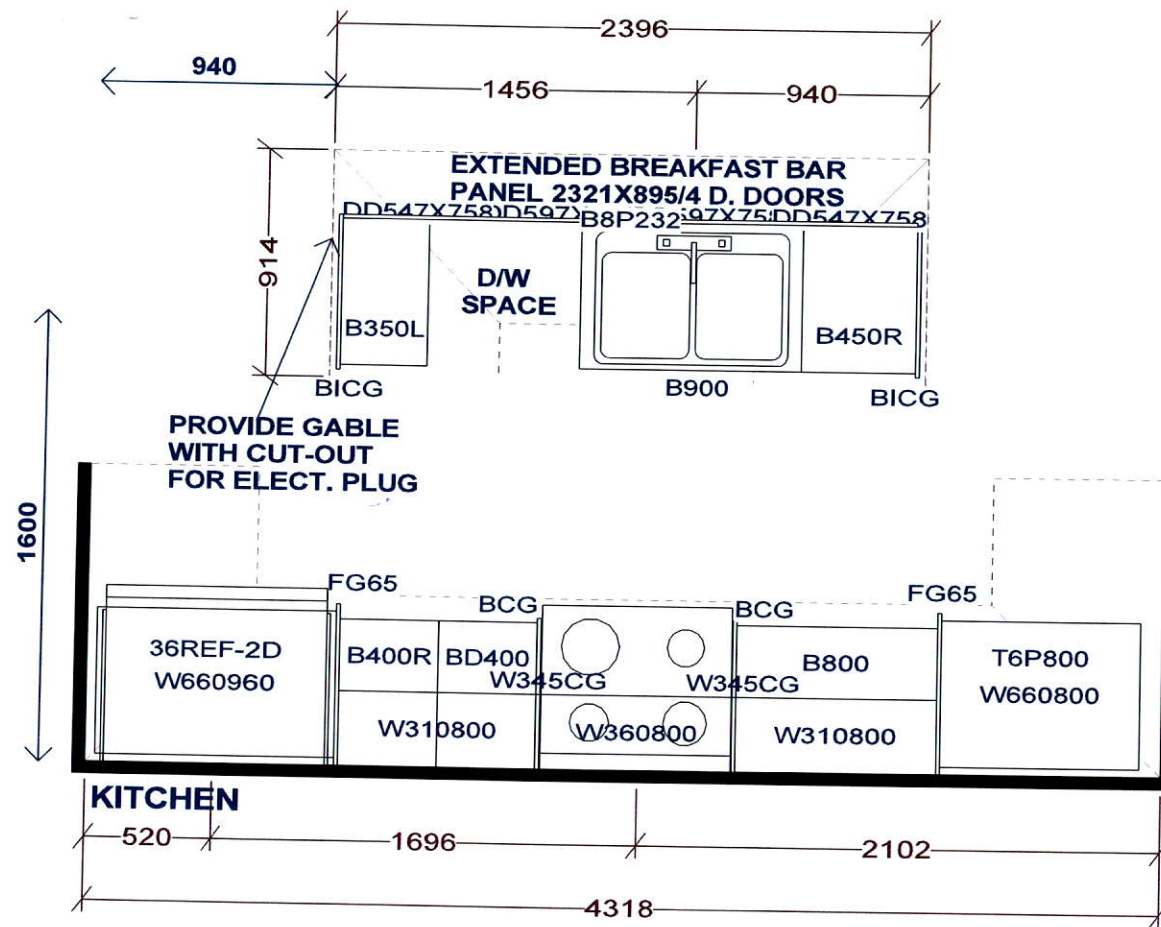 2396
940
1456
940
EXTENDED BREAKFAST BAR
PANEL 2321X895/4 D. DOORS
DD547X758
DD547X758
B8P232
914
D/W
SPACE
B350L
B450R
BICG
B900
BICG
PROVIDE GABLE
WITH CUT-OUT
FOR ELECT. PLUG
1600
FG65
BCG
BCG
FG65
36REF-2D
W660960
B400R
BD400
B800
T6P800
W660800
W345CG
W345CG
W310800
W360800
W310800
KITCHEN
520
1696
2102
4318